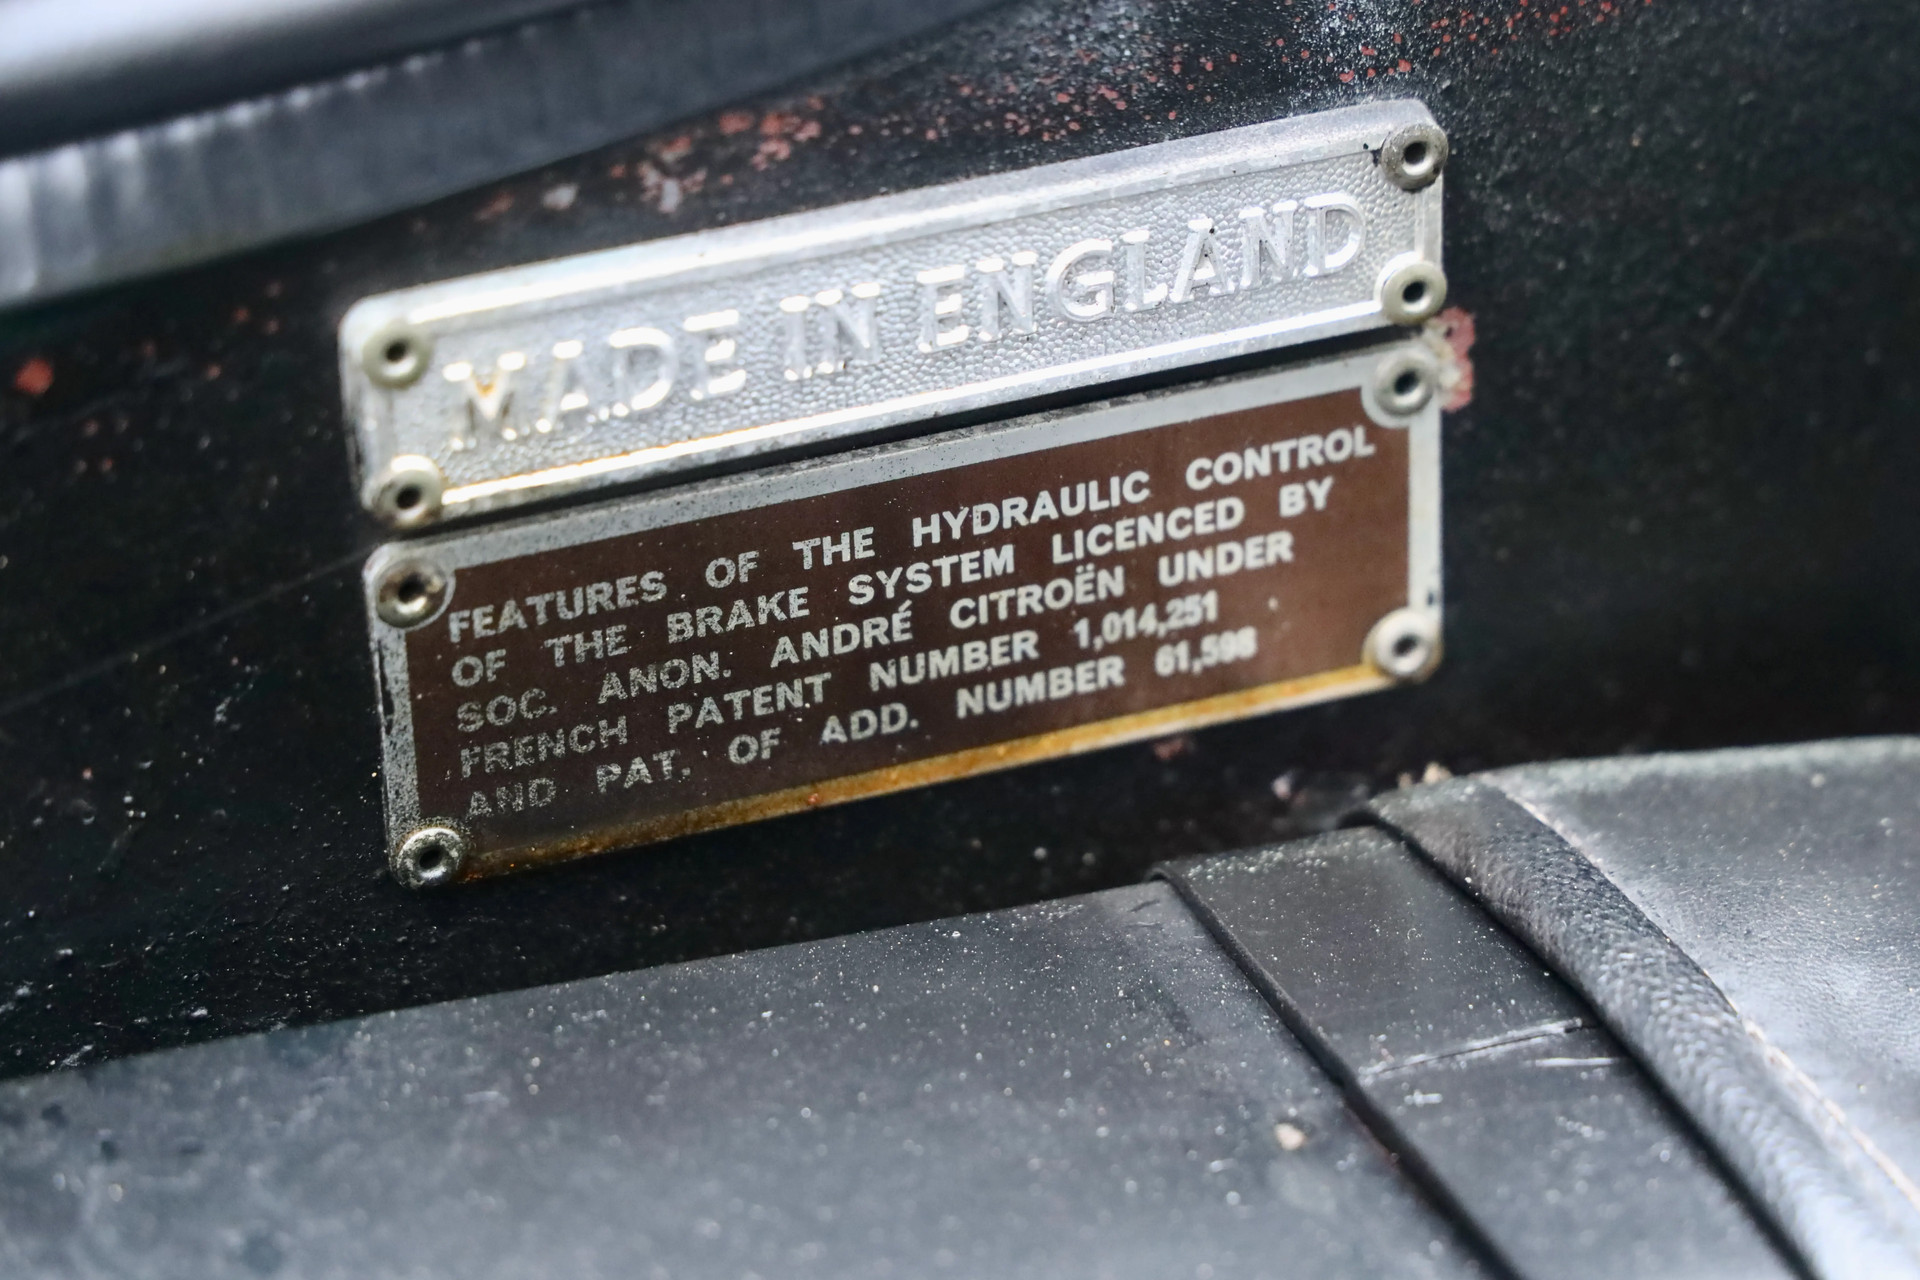 MADE IN ENGLAND
FEATURES OF THE HYDRAULIC CONTROL
OF THE BRAKE SYSTEM LICENCED BY
SOC. ANON. ANDRÉ CITROËN UNDER
FRENCH PATENT NUMBER 1,014,251
AND PAT. OF ADD. NUMBER 61,598